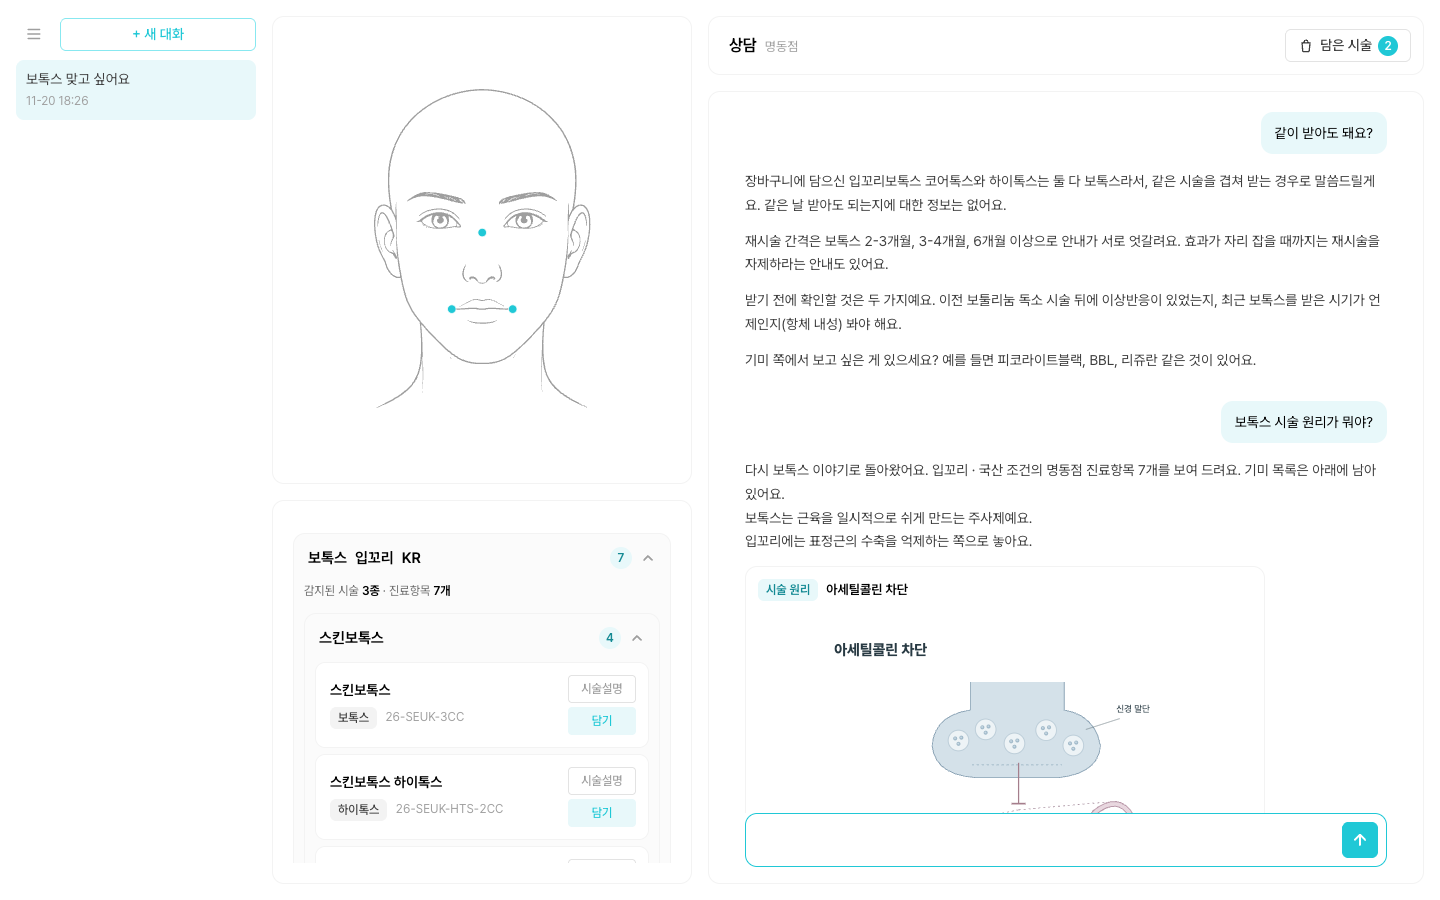 + 새 대화
보톡스 맞고 싶어요
11-20 18:26
보톡스 입꼬리 KR
7
감지된 시술 3종 · 진료항목 7개
스킨보톡스
4
스킨보톡스
시술설명
보톡스 26-SEUK-3CC
담기
스킨보톡스 하이톡스
시술설명
하이톡스 26-SEUK-HTS-2CC
담기
상담 명동점
담은 시술 2
같이 받아도 돼요?
장바구니에 담으신 입꼬리보톡스 코어톡스와 하이톡스는 둘 다 보톡스라서, 같은 시술을 겹쳐 받는 경우로 말씀드릴게
요. 같은 날 받아도 되는지에 대한 정보는 없어요.
재시술 간격은 보톡스 2-3개월, 3-4개월, 6개월 이상으로 안내가 서로 엇갈려요. 효과가 자리 잡을 때까지는 재시술을
자제하라는 안내도 있어요.
받기 전에 확인할 것은 두 가지예요. 이전 보툴리눔 독소 시술 뒤에 이상반응이 있었는지, 최근 보톡스를 받은 시기가 언
제인지(항체 내성) 봐야 해요.
기미 쪽에서 보고 싶은 게 있으세요? 예를 들면 피코라이트블랙, BBL, 리쥬란 같은 것이 있어요.
보톡스 시술 원리가 뭐야?
다시 보톡스 이야기로 돌아왔어요. 입꼬리 · 국산 조건의 명동점 진료항목 7개를 보여 드려요. 기미 목록은 아래에 남아
있어요.
보톡스는 근육을 일시적으로 쉬게 만드는 주사제예요.
입꼬리에는 표정근의 수축을 억제하는 쪽으로 놓아요.
시술 원리 아세틸콜린 차단
아세틸콜린 차단
신경 말단